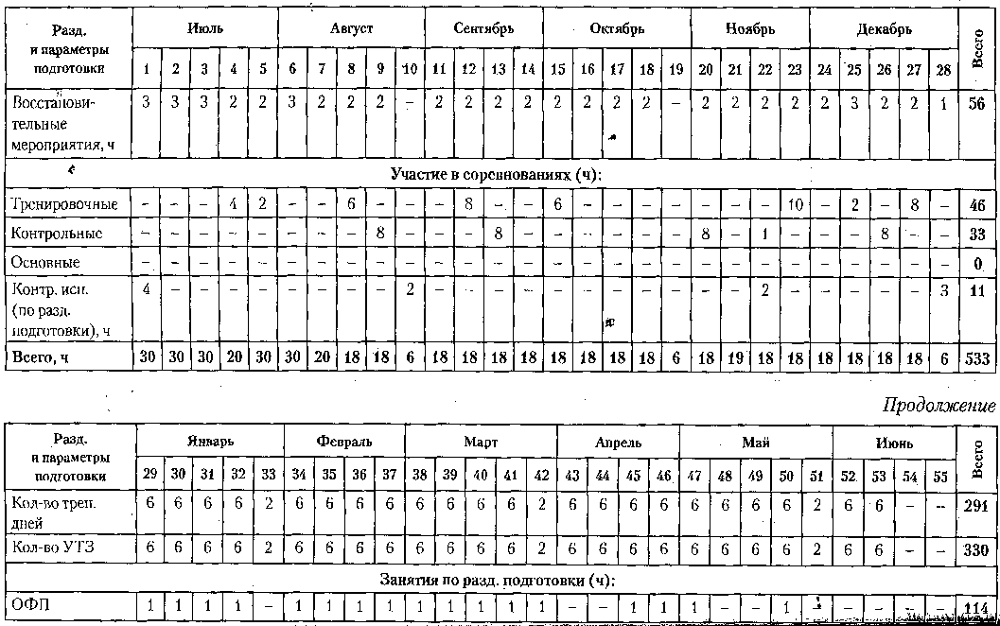 Разд. и параметры подготовки Июль Август Сентябрь Октябрь Ноябрь Декабрь Всего
1 2 3 4 5 6 7 8 9 10 11 12 13 14 15 16 17 18 19 20 21 22 23 24 25 26 27 28
Восстанови- 3 3 3 2 2 3 2 2 2 – 2 2 2 2 2 2 2 2 – 2 2 2 2 2 3 2 2 1 56
тельные
мероприятия, ч
Участие в соревнованиях (ч):
Тренировочные – – – 4 2 – – 6 – – – 8 – – 6 – – – – – – – 10 – 2 – 8 – 46
Контрольные – – – – – – – – 8 – – – 8 – – – – – – 8 – 1 – – – 8 – – 33
Основные – – – – – – – – – – – – – – – – – – – – – – – – – – – – 0
Контр. исп. 4 – – – – – – – – 2 – – – – – – – – – – – 2 – – – – – 3 11
(по разд.
подготовки), ч
Всего, ч 30 30 30 20 30 30 20 18 18 6 18 18 18 18 18 18 18 18 6 18 19 18 18 18 18 18 18 6 533
Продолжение
Разд. и параметры подготовки Январь Февраль Март Апрель Май Июнь Всего
29 30 31 32 33 34 35 36 37 38 39 40 41 42 43 44 45 46 47 48 49 50 51 52 53 54 55
Кол-во трен. 6 6 6 6 2 6 6 6 6 6 6 6 6 2 6 6 6 6 6 6 6 6 2 6 6 – – 291
дней
Кол-во УТЗ 6 6 6 6 2 6 6 6 6 6 6 6 6 2 6 6 6 6 6 6 6 6 2 6 6 – – 330
Занятия по разд. подготовки (ч):
ОФП 1 1 1 1 – 1 1 1 1 1 1 1 1 1 – – 1 1 1 – – 1 – – – – 114